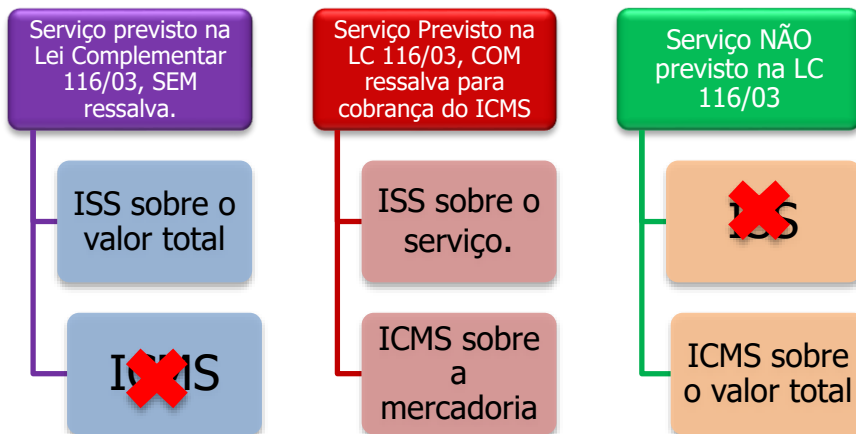 Serviço previsto na
Lei Complementar
116/03, SEM
ressalva.
ISS sobre o
valor total
ICMS
Serviço Previsto na
LC 116/03, COM
ressalva para
cobrança do ICMS
ISS sobre o
serviço.
ICMS sobre
a
mercadoria
Serviço NÃO
previsto na LC
116/03
ISS
ICMS sobre
o valor total